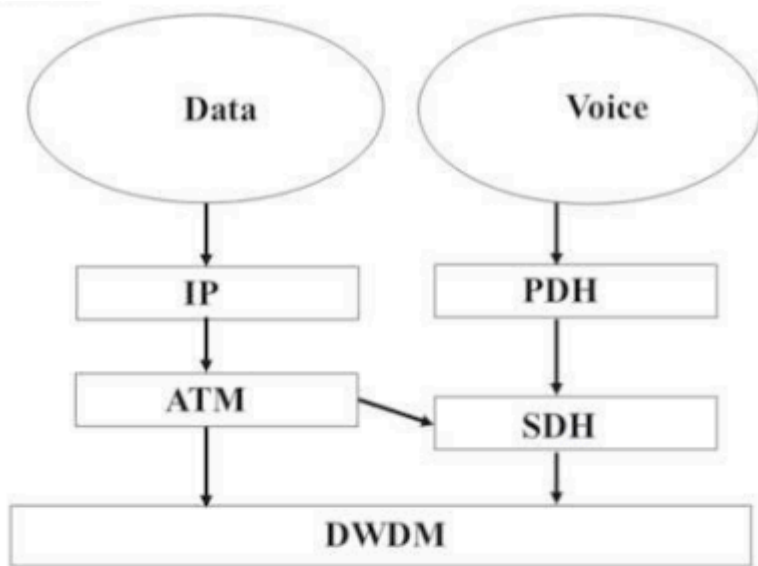 Data
Voice
IP
PDH
ATM
SDH
DWDM